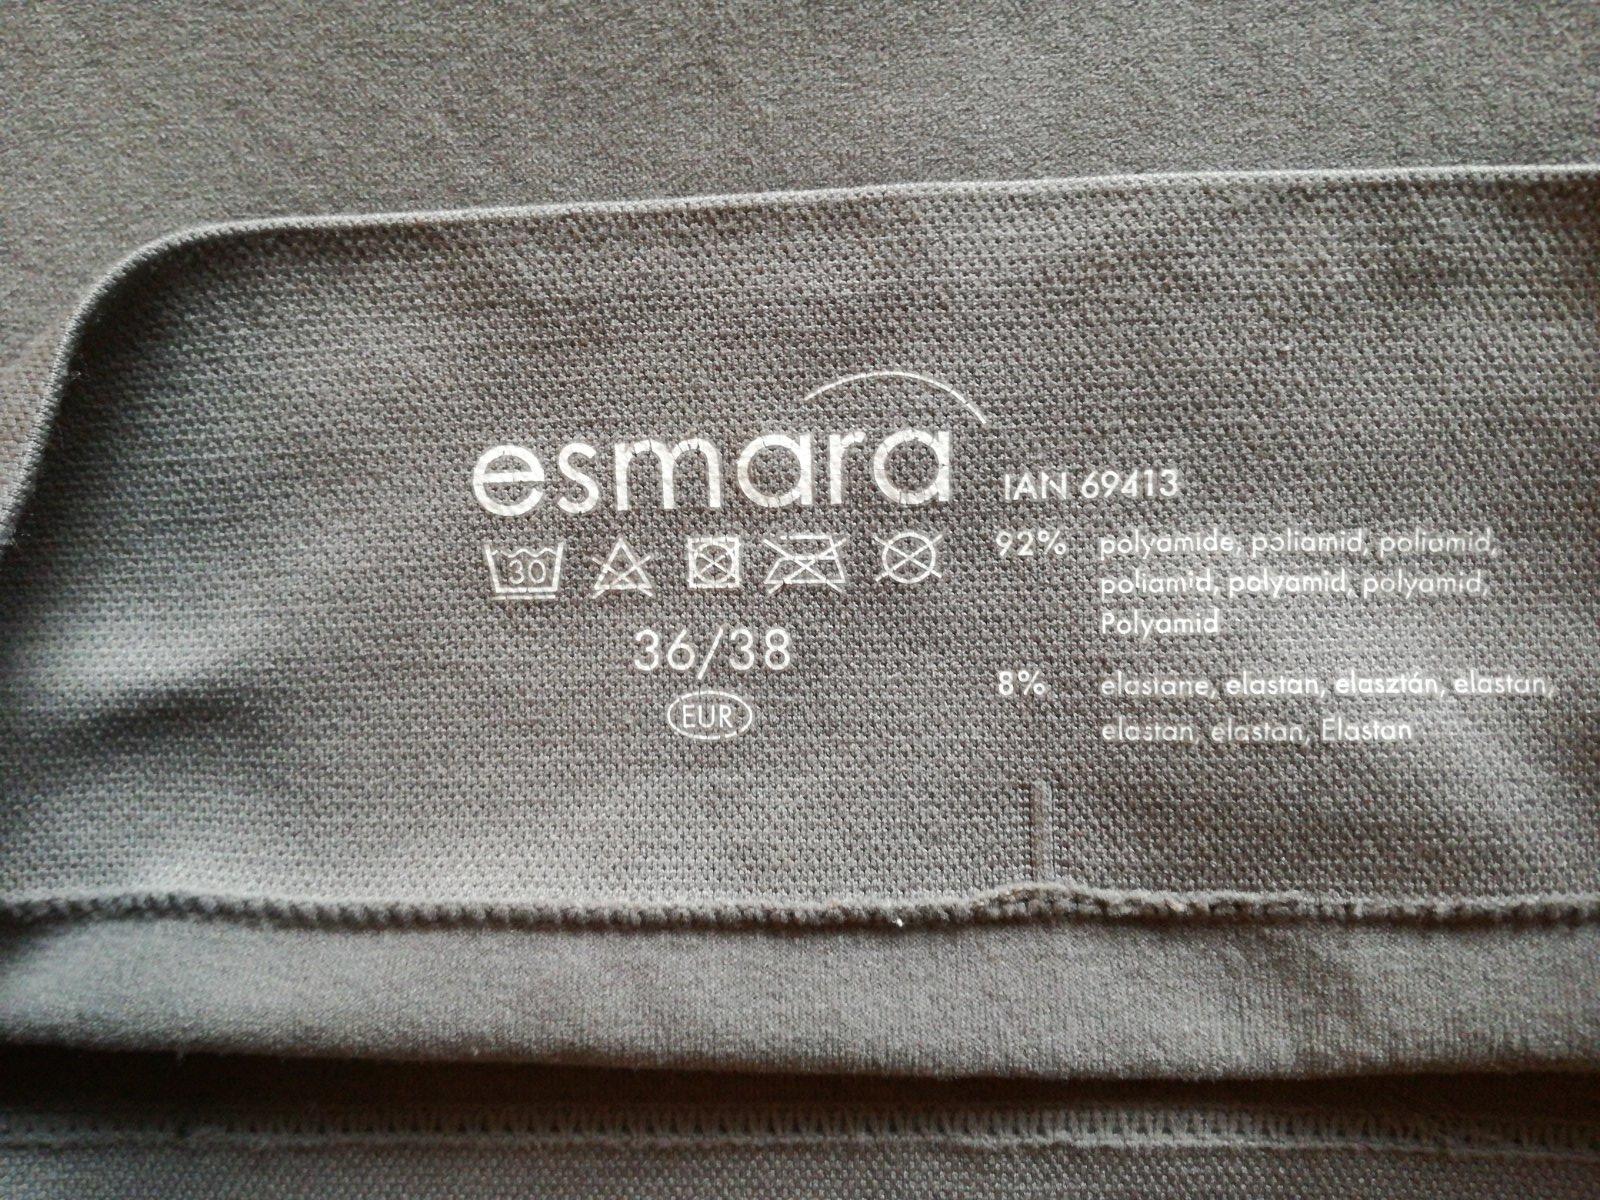 esmara
IAN 69413
30
36/38
EUR
92% polyamide, poliamid, poliamid,
poliamid, polyamid, polyamid,
Polyamid
8% elastane, elastan, elasztán, elastan,
elastan, elastan, Elastan